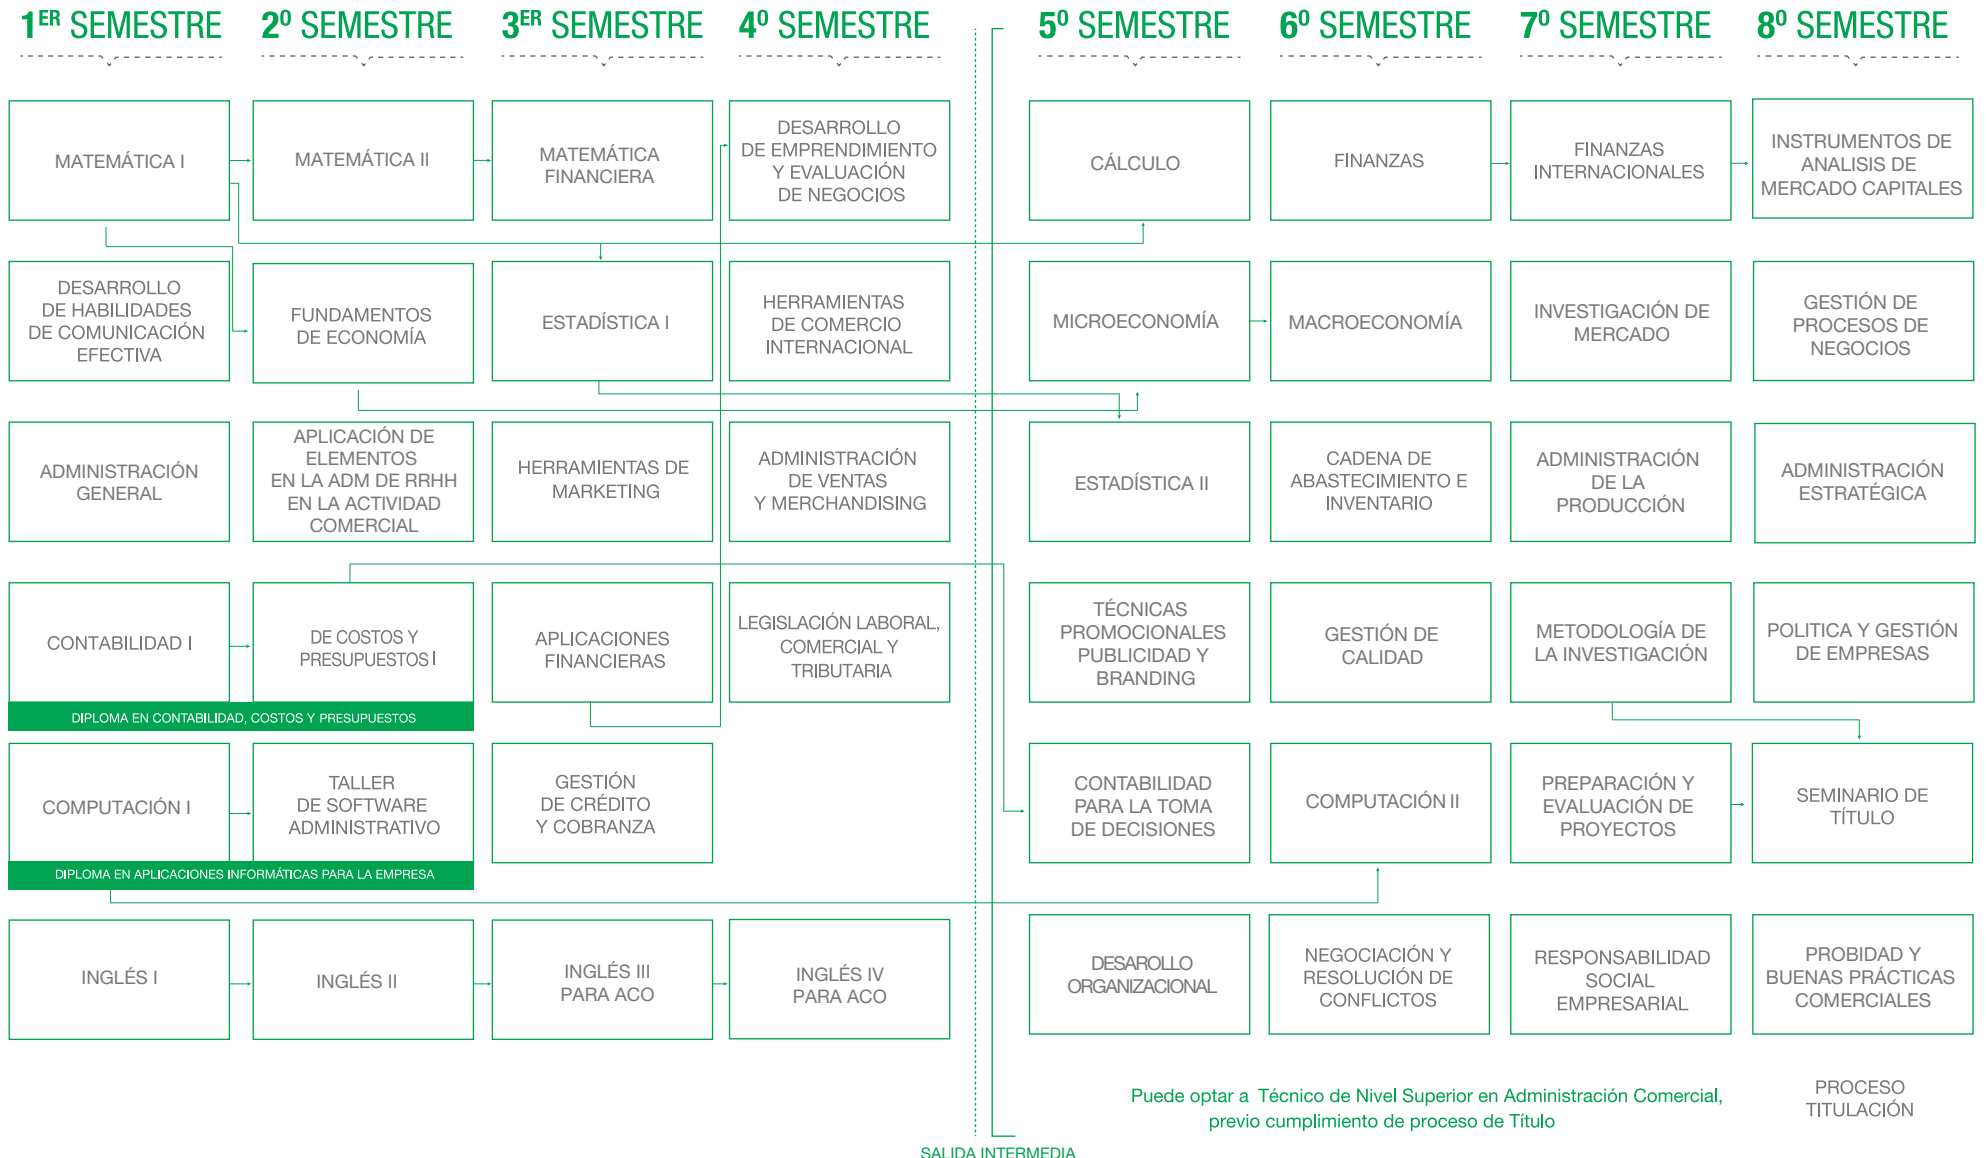 1ER SEMESTRE
2º SEMESTRE
3ER SEMESTRE
4º SEMESTRE
5º SEMESTRE
6º SEMESTRE
7º SEMESTRE
8º SEMESTRE
MATEMÁTICA I
MATEMÁTICA II
MATEMÁTICA
FINANCIERA
DESARROLLO
DE EMPRENDIMIENTO
Y EVALUACIÓN
DE NEGOCIOS
CÁLCULO
FINANZAS
FINANZAS
INTERNACIONALES
INSTRUMENTOS DE
ANALISIS DE
MERCADO CAPITALES
DESARROLLO
DE HABILIDADES
DE COMUNICACIÓN
EFECTIVA
FUNDAMENTOS
DE ECONOMÍA
ESTADÍSTICA I
HERRAMIENTAS
DE COMERCIO
INTERNACIONAL
MICROECONOMÍA
MACROECONOMÍA
INVESTIGACIÓN DE
MERCADO
GESTIÓN DE
PROCESOS DE
NEGOCIOS
ADMINISTRACIÓN
GENERAL
APLICACIÓN DE
ELEMENTOS
EN LA ADM DE RRHH
EN LA ACTIVIDAD
COMERCIAL
HERRAMIENTAS DE
MARKETING
ADMINISTRACIÓN
DE VENTAS
Y MERCHANDISING
ESTADÍSTICA II
CADENA DE
ABASTECIMIENTO E
INVENTARIO
ADMINISTRACIÓN
DE LA
PRODUCCIÓN
ADMINISTRACIÓN
ESTRATÉGICA
CONTABILIDAD I
DE COSTOS Y
PRESUPUESTOS I
APLICACIONES
FINANCIERAS
LEGISLACIÓN LABORAL,
COMERCIAL Y
TRIBUTARIA
TÉCNICAS
PROMOCIONALES
PUBLICIDAD Y
BRANDING
GESTIÓN DE
CALIDAD
METODOLOGÍA DE
LA INVESTIGACIÓN
POLITICA Y GESTIÓN
DE EMPRESAS
DIPLOMA EN CONTABILIDAD, COSTOS Y PRESUPUESTOS
COMPUTACIÓN I
TALLER
DE SOFTWARE
ADMINISTRATIVO
GESTIÓN
DE CRÉDITO
Y COBRANZA
CONTABILIDAD
PARA LA TOMA
DE DECISIONES
COMPUTACIÓN II
PREPARACIÓN Y
EVALUACIÓN DE
PROYECTOS
SEMINARIO DE
TÍTULO
DIPLOMA EN APLICACIONES INFORMÁTICAS PARA LA EMPRESA
INGLÉS I
INGLÉS II
INGLÉS III
PARA ACO
INGLÉS IV
PARA ACO
DESAROLLO
ORGANIZACIONAL
NEGOCIACIÓN Y
RESOLUCIÓN DE
CONFLICTOS
RESPONSABILIDAD
SOCIAL
EMPRESARIAL
PROBIDAD Y
BUENAS PRÁCTICAS
COMERCIALES
Puede optar a Técnico de Nivel Superior en Administración Comercial,
previo cumplimiento de proceso de Título
PROCESO
TITULACIÓN
SALIDA INTERMEDIA